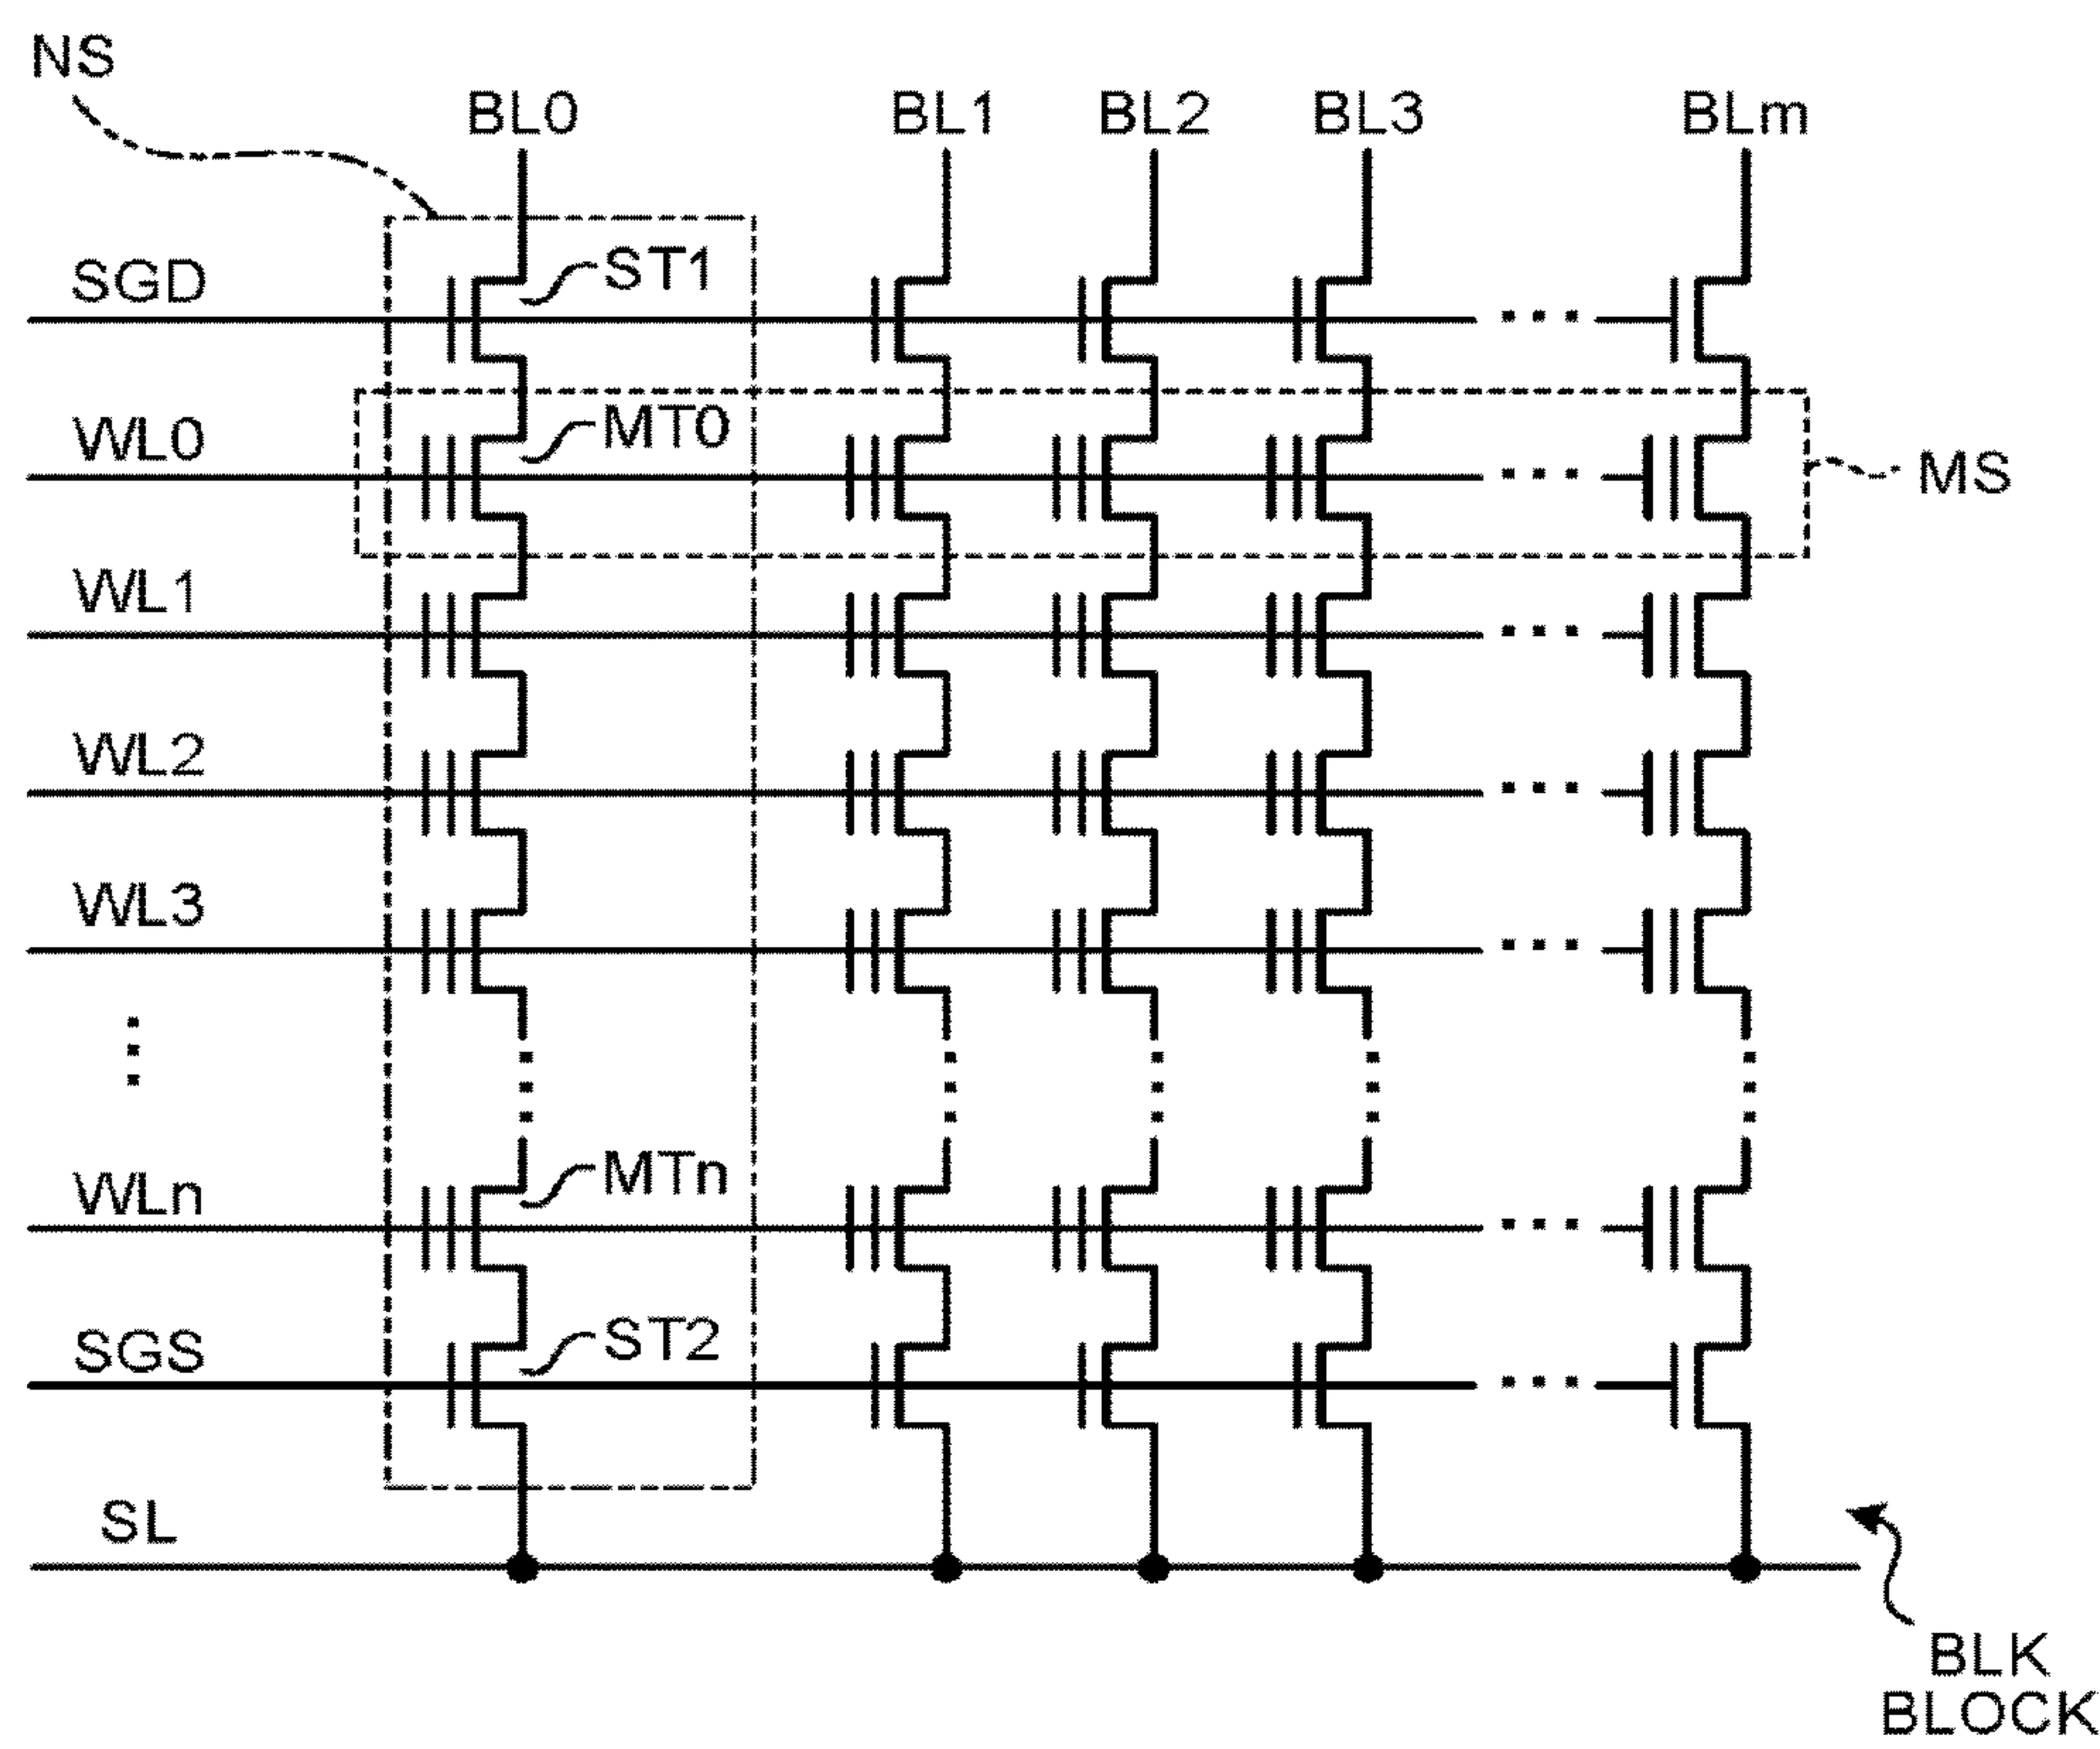 NS
BL0 BL1 BL2 BL3 BLm
SGD
ST1
WL0
MT0
MS
WL1
WL2
WL3
WLn
MTn
SGS
ST2
SL
BLK
BLOCK